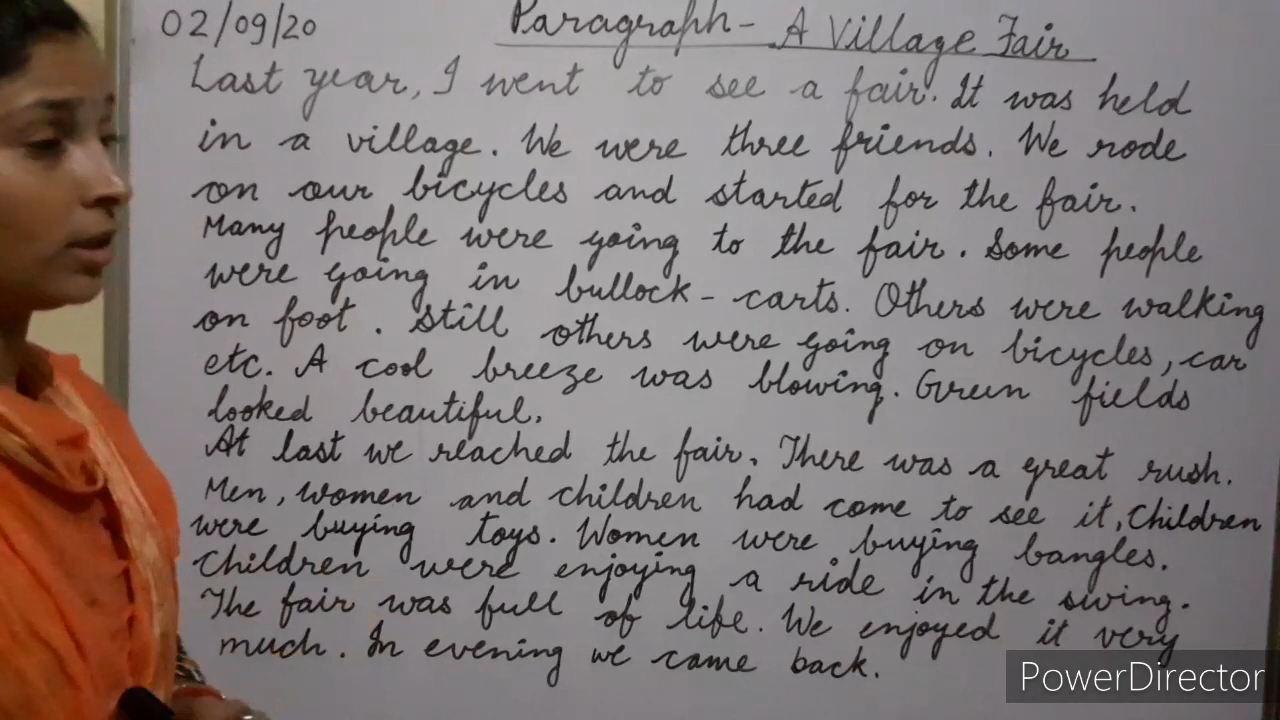 02/09/20 Paragraph - A Village Fair
Last year, I went to see a fair. It was held
in a village. We were three friends. We rode
on our bicycles and started for the fair.
Many people were going to the fair. Some people
were going in bullock-carts. Others were walking
on foot. Still others were going on bicycles, car
etc. A cool breeze was blowing. Green fields
looked beautiful.
At last we reached the fair. There was a great rush.
Men, women and children had come to see it. Children
were buying toys. Women were buying bangles.
Children were enjoying a ride in the swing.
The fair was full of life. We enjoyed it very
much. In evening we came back.
PowerDirector